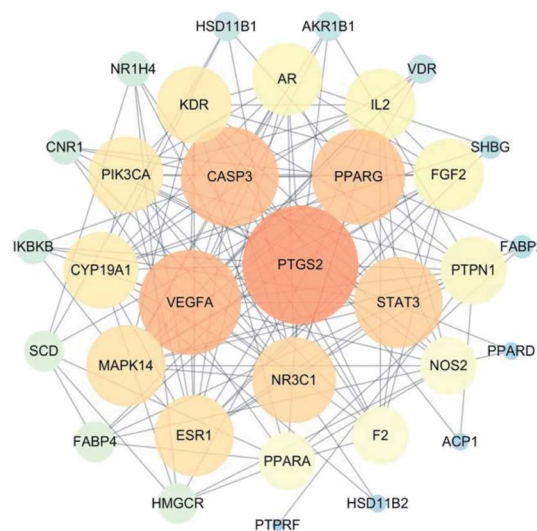 HSD11B1
AKR1B1
NR1H4
VDR
AR
KDR
IL2
CNR1
SHBG
PIK3CA
CASP3
PPARG
FGF2
IKBKB
FABP
PTGS2
CYP19A1
PTPN1
VEGFA
STAT3
SCD
PPARD
MAPK14
NOS2
NR3C1
ESR1
F2
FABP4
ACP1
PPARA
HMGCR
HSD11B2
PTPRF